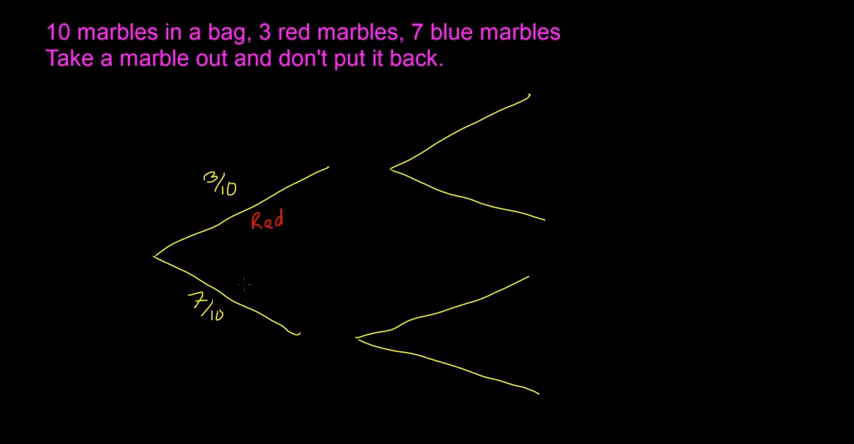 10 marbles in a bag, 3 red marbles, 7 blue marbles
Take a marble out and don't put it back.
3/10
Red
7/10